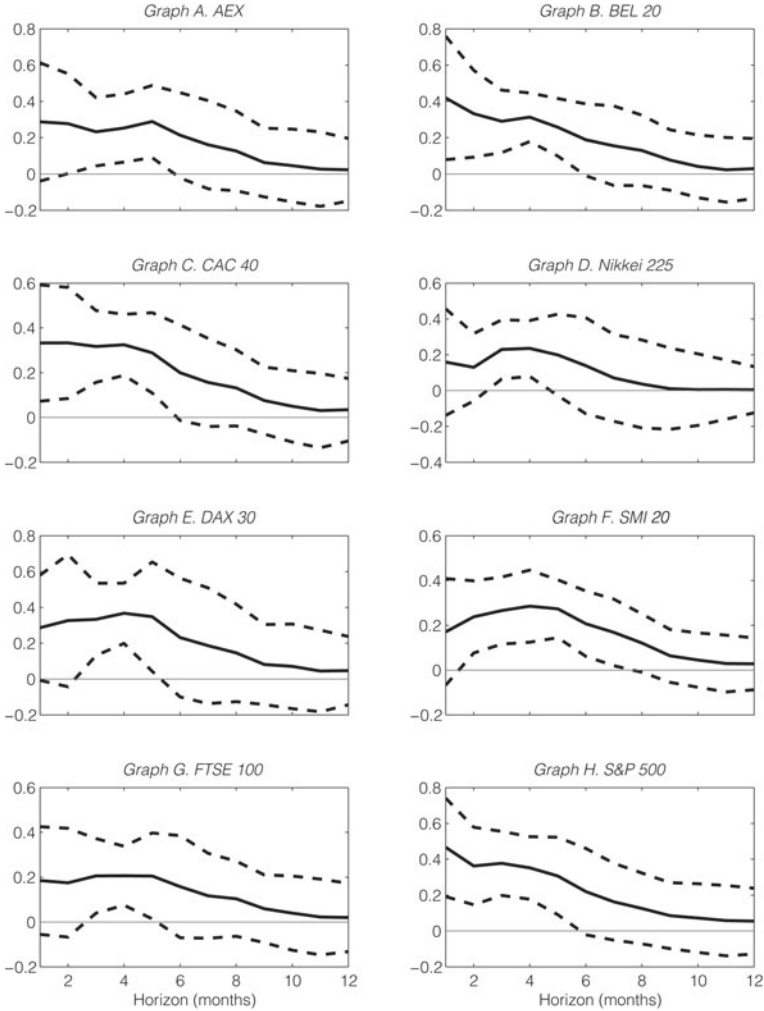 Graph A. AEX
0.8
0.6
0.4
0.2
0
−0.2
2 4 6 8 10 12
Graph B. BEL 20
0.8
0.6
0.4
0.2
0
−0.2
2 4 6 8 10 12
Graph C. CAC 40
0.6
0.4
0.2
0
−0.2
2 4 6 8 10 12
Graph D. Nikkei 225
0.6
0.4
0.2
0
−0.2
−0.4
2 4 6 8 10 12
Graph E. DAX 30
0.8
0.6
0.4
0.2
0
−0.2
2 4 6 8 10 12
Graph F. SMI 20
0.6
0.4
0.2
0
−0.2
2 4 6 8 10 12
Graph G. FTSE 100
0.6
0.4
0.2
0
−0.2
2 4 6 8 10 12
Horizon (months)
Graph H. S&P 500
0.8
0.6
0.4
0.2
0
−0.2
2 4 6 8 10 12
Horizon (months)